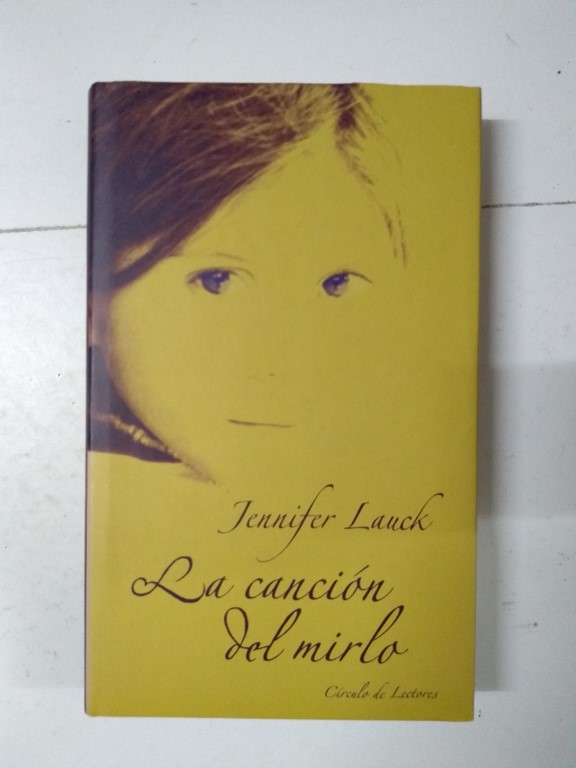 Jennifer Lauck
La canción
del mirlo
Círculo de Lectores